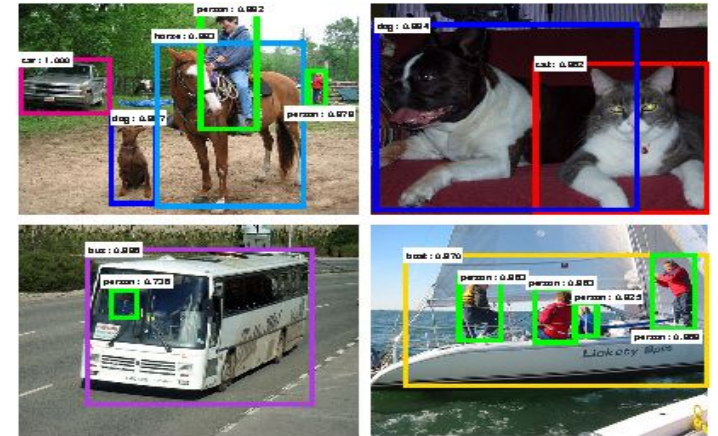 person : 0.992
horse : 0.993
car : 1.000
person : 0.979
dog : 0.997
dog : 0.994
cat : 0.982
bus : 0.996
person : 0.736
boat : 0.970
person : 0.983
person : 0.983
person : 0.925
person : 0.989